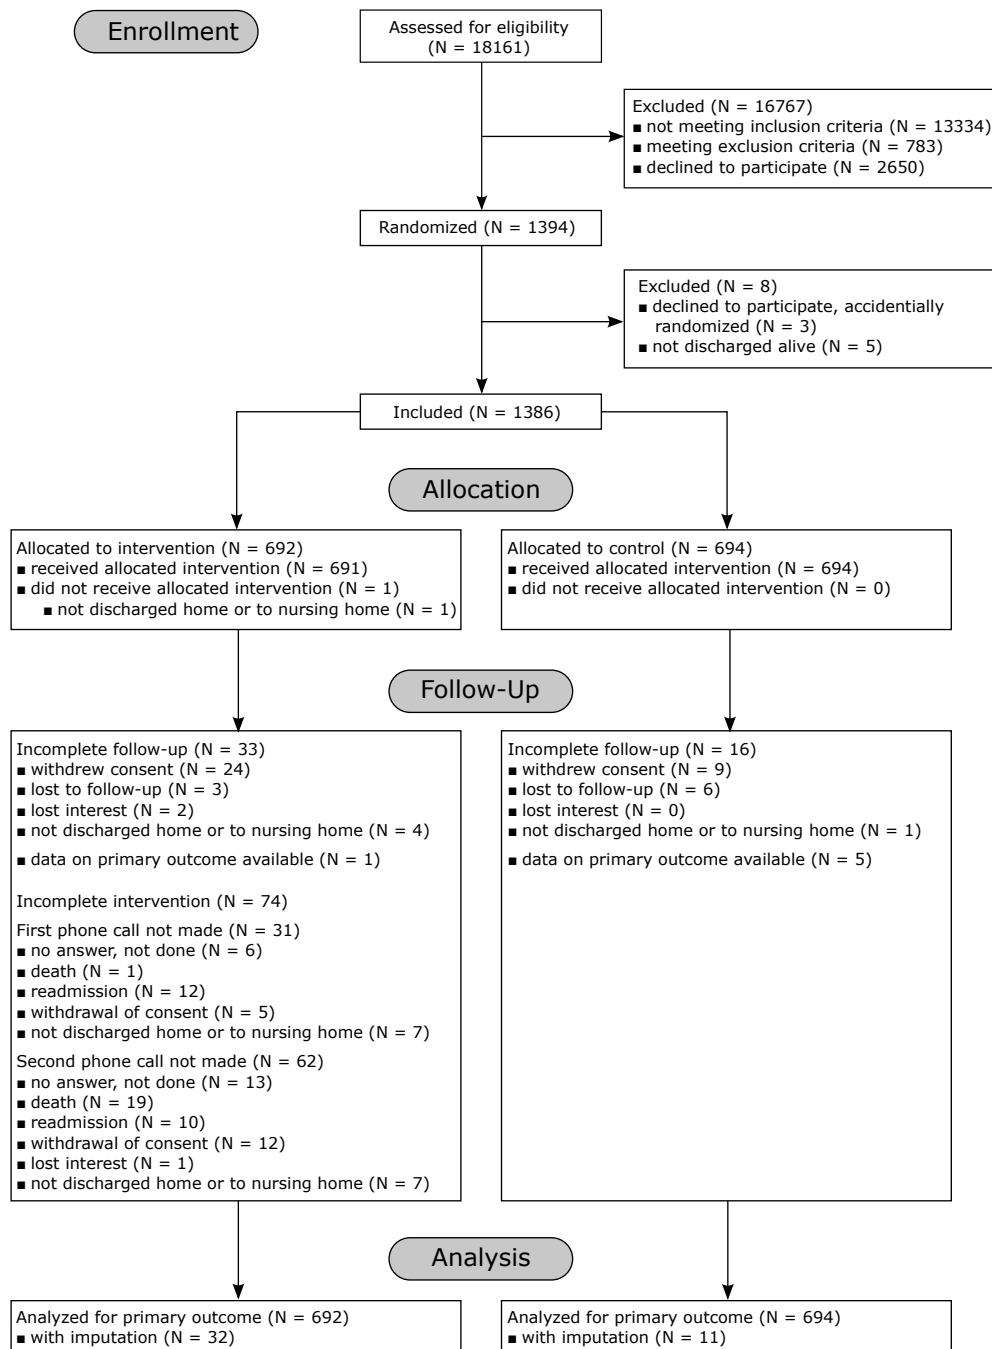 Enrollment
Assessed for eligibility
(N = 18161)
Excluded (N = 16767)
▪ not meeting inclusion criteria (N = 13334)
▪ meeting exclusion criteria (N = 783)
▪ declined to participate (N = 2650)
Randomized (N = 1394)
Excluded (N = 8)
▪ declined to participate, accidentially
randomized (N = 3)
▪ not discharged alive (N = 5)
Included (N = 1386)
Allocation
Allocated to intervention (N = 692)
▪ received allocated intervention (N = 691)
▪ did not receive allocated intervention (N = 1)
▪ not discharged home or to nursing home (N = 1)
Allocated to control (N = 694)
▪ received allocated intervention (N = 694)
▪ did not receive allocated intervention (N = 0)
Follow-Up
Incomplete follow-up (N = 33)
▪ withdrew consent (N = 24)
▪ lost to follow-up (N = 3)
▪ lost interest (N = 2)
▪ not discharged home or to nursing home (N = 4)
▪ data on primary outcome available (N = 1)
Incomplete intervention (N = 74)
First phone call not made (N = 31)
▪ no answer, not done (N = 6)
▪ death (N = 1)
▪ readmission (N = 12)
▪ withdrawal of consent (N = 5)
▪ not discharged home or to nursing home (N = 7)
Second phone call not made (N = 62)
▪ no answer, not done (N = 13)
▪ death (N = 19)
▪ readmission (N = 10)
▪ withdrawal of consent (N = 12)
▪ lost interest (N = 1)
▪ not discharged home or to nursing home (N = 7)
Incomplete follow-up (N = 16)
▪ withdrew consent (N = 9)
▪ lost to follow-up (N = 6)
▪ lost interest (N = 0)
▪ not discharged home or to nursing home (N = 1)
▪ data on primary outcome available (N = 5)
Analysis
Analyzed for primary outcome (N = 692)
▪ with imputation (N = 32)
Analyzed for primary outcome (N = 694)
▪ with imputation (N = 11)